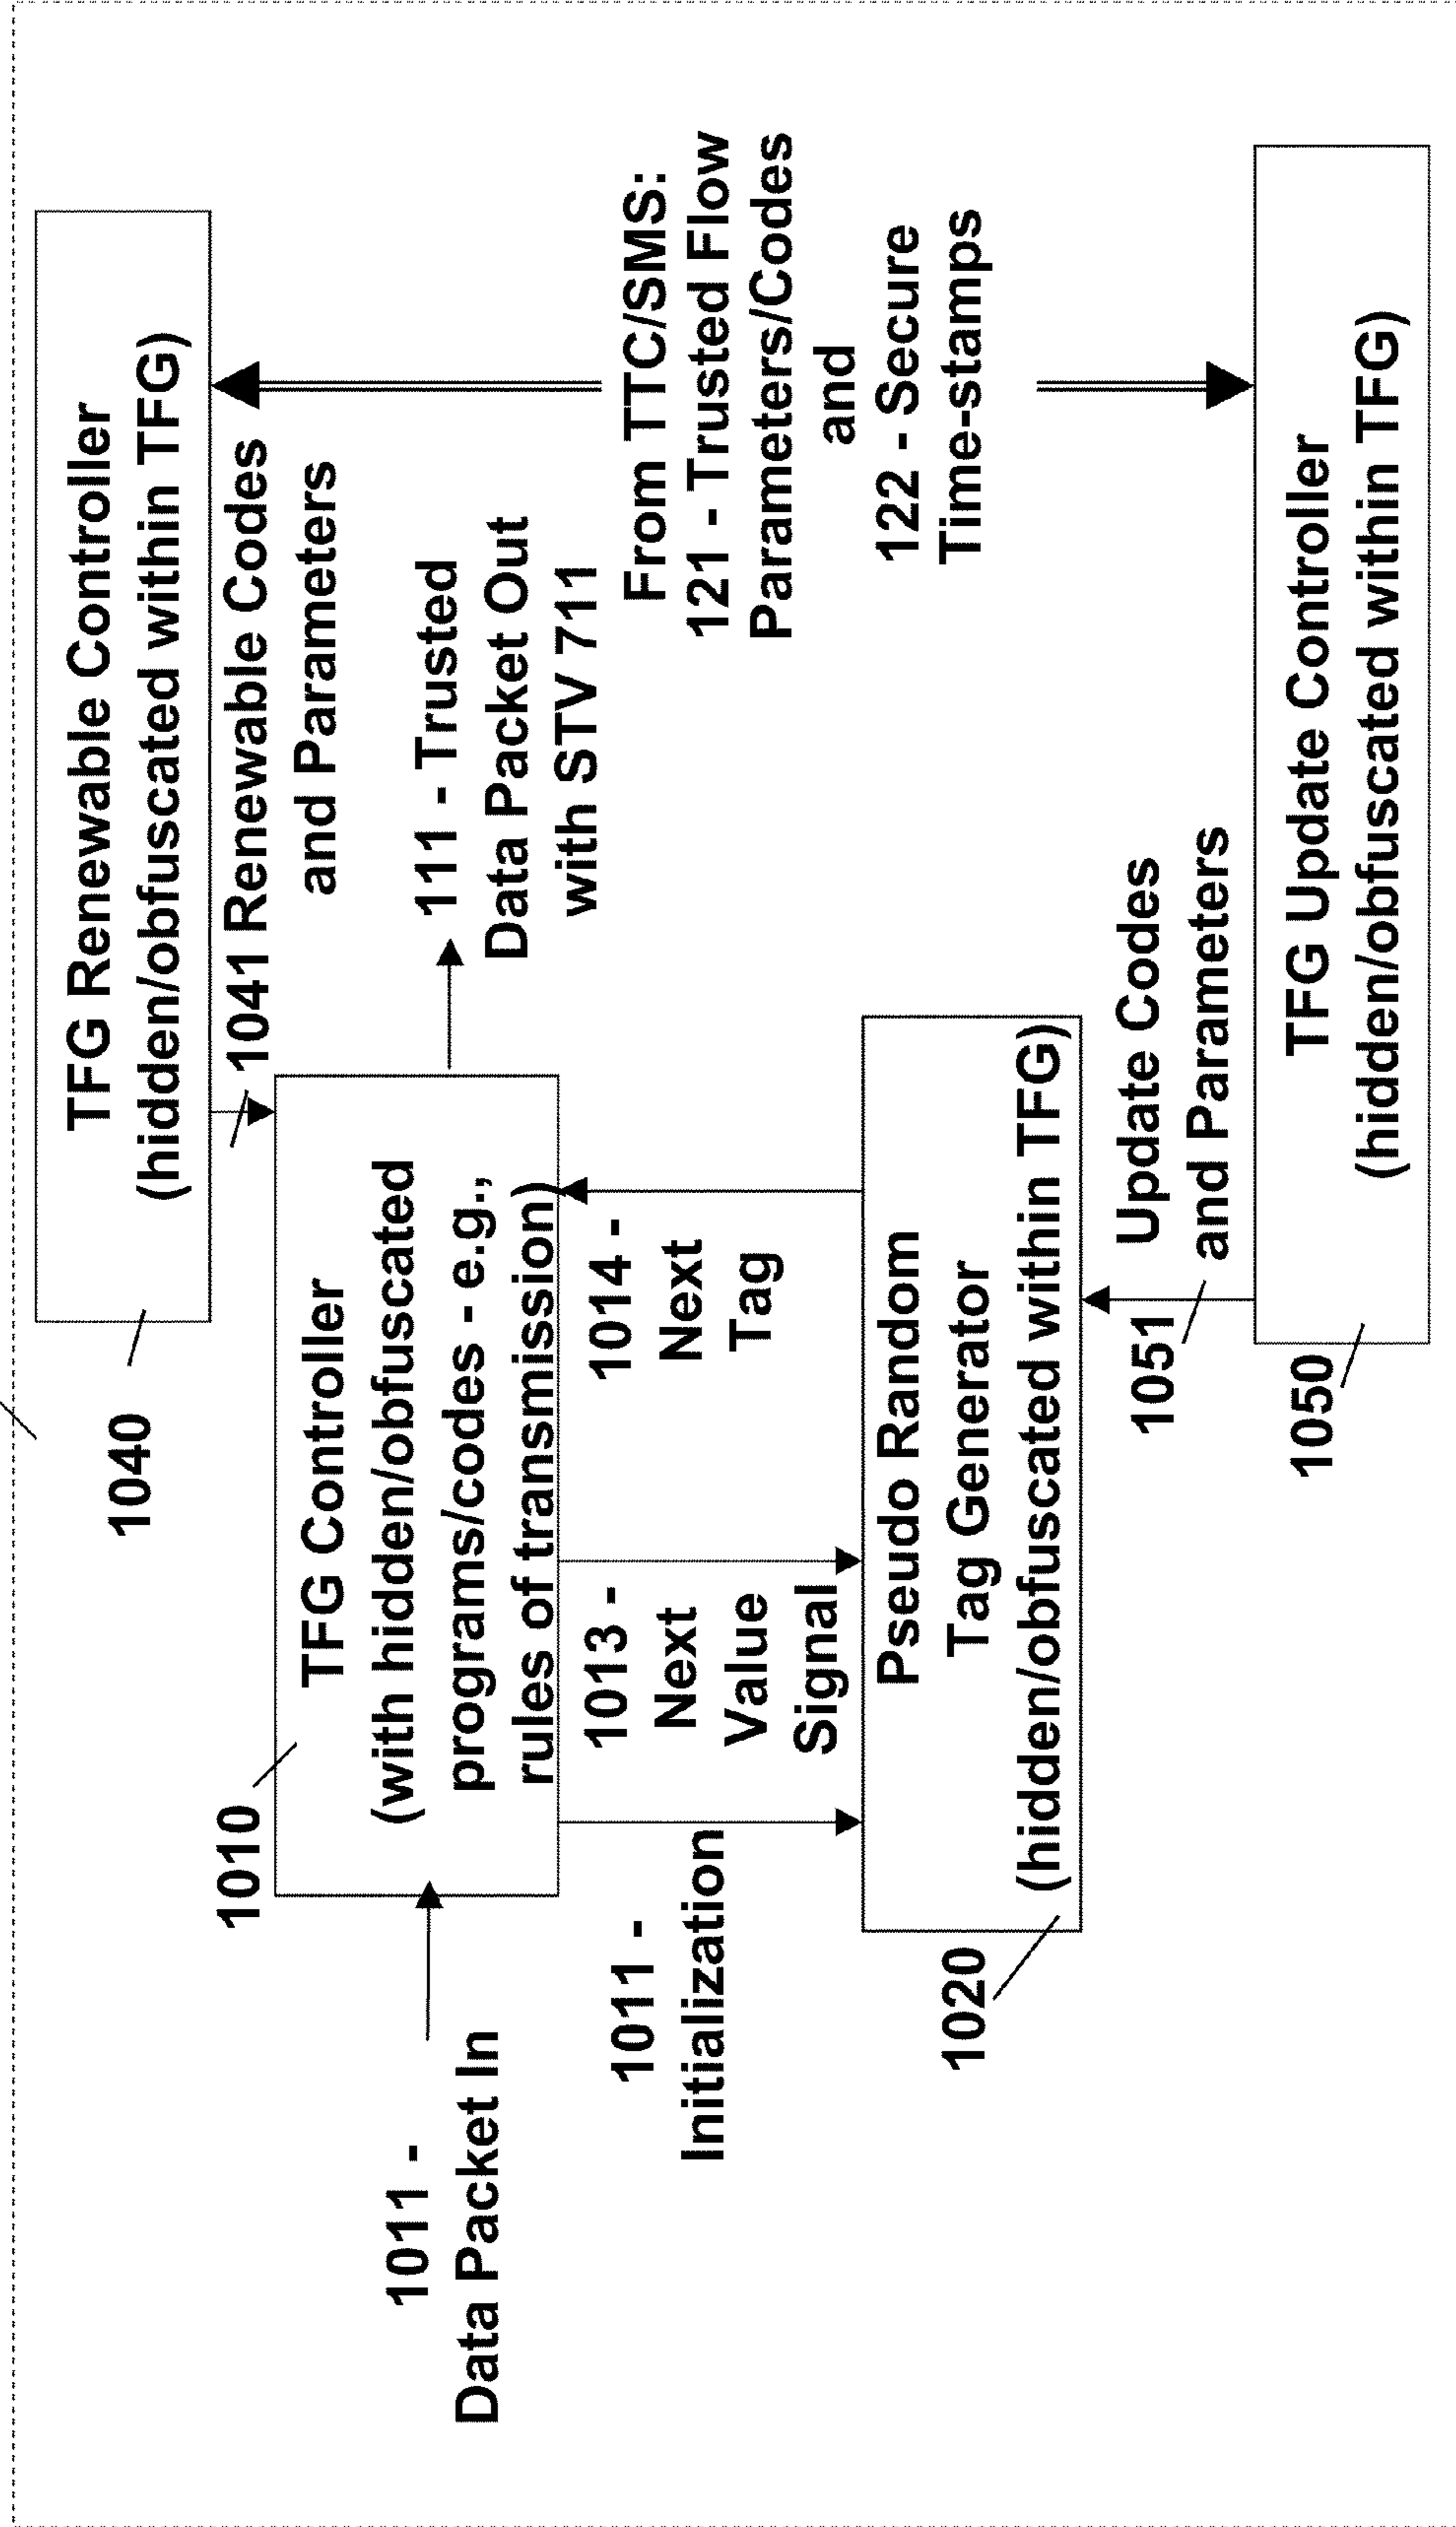 1040
TFG Renewable Controller
(hidden/obfuscated within TFG)
1041 Renewable Codes
and Parameters
1010
TFG Controller
(with hidden/obfuscated
programs/codes - e.g.,
rules of transmission)
1011 -
Data Packet In
111 - Trusted
Data Packet Out
with STV 711
1011 -
Initialization
1013 -
Next
Value
Signal
1014 -
Next
Tag
From TTC/SMS:
121 - Trusted Flow
Parameters/Codes
and
122 - Secure
Time-stamps
1020
Pseudo Random
Tag Generator
(hidden/obfuscated within TFG)
1051
Update Codes
and Parameters
1050
TFG Update Controller
(hidden/obfuscated within TFG)